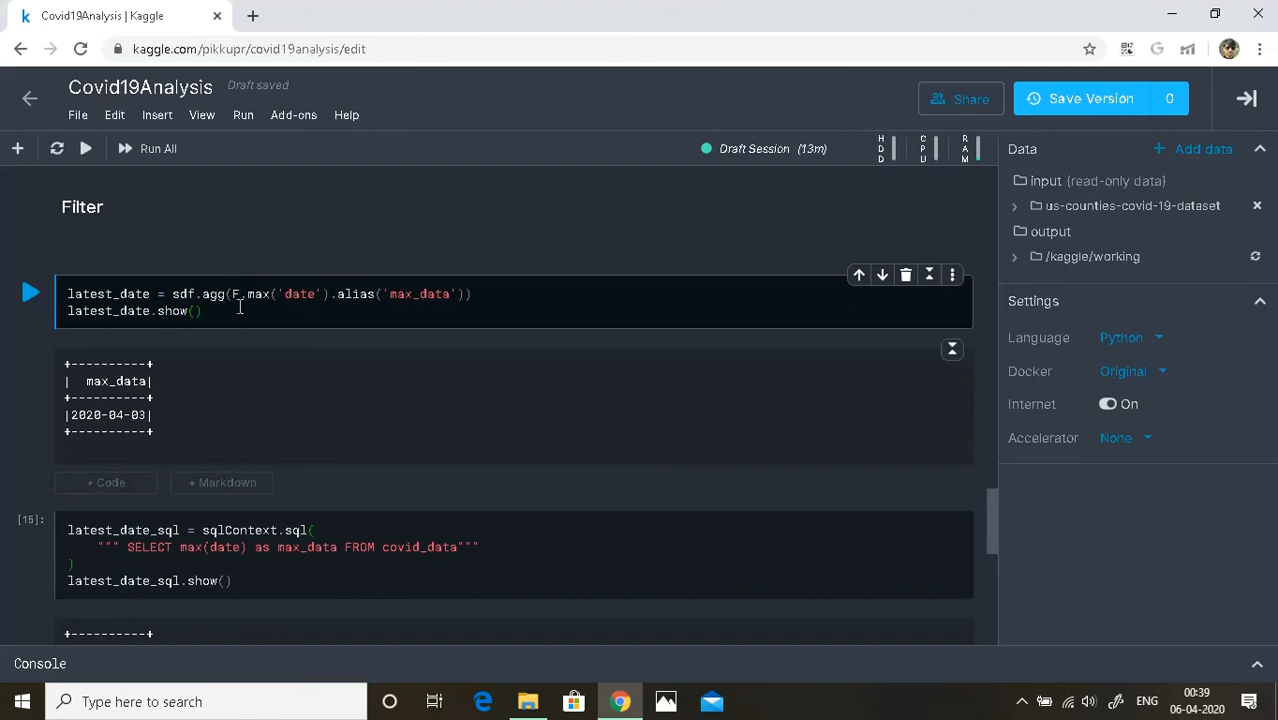 Covid19Analysis | Kaggle
kaggle.com/pikkupr/covid19analysis/edit
Covid19Analysis Draft saved
Share
Save Version 0
File Edit Insert View Run Add-ons Help
Run All
Draft Session (13m)
HDD
CPU
RAM
Data
Add data
input (read-only data)
us-counties-covid-19-dataset
output
/kaggle/working
Settings
Language Python
Docker Original
Internet On
Accelerator None
Filter
latest_date = sdf.agg(F.max('date').alias('max_data'))
latest_date.show()
+----------+
|  max_data|
+----------+
|2020-04-03|
+----------+
+ Code + Markdown
[15]:
latest_date_sql = sqlContext.sql(
""" SELECT max(date) as max_data FROM covid_data"""
)
latest_date_sql.show()
+----------+
Console
Type here to search
ENG
00:39
06-04-2020